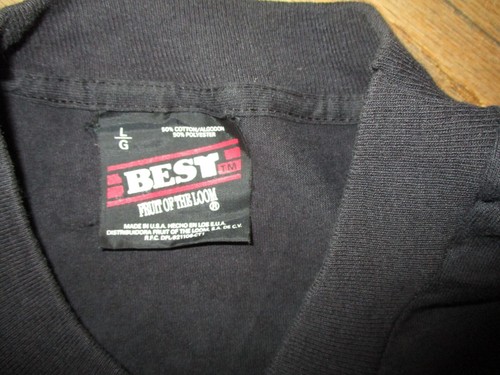 L
G
50% COTTON/ALGODON
50% POLYESTER
BEST TM
FRUIT OF THE LOOM ®
MADE IN U.S.A. HECHO EN LOS E.U.A.
DISTRIBUIDORA FRUIT OF THE LOOM, S.A. DE C.V.
R.F.C.